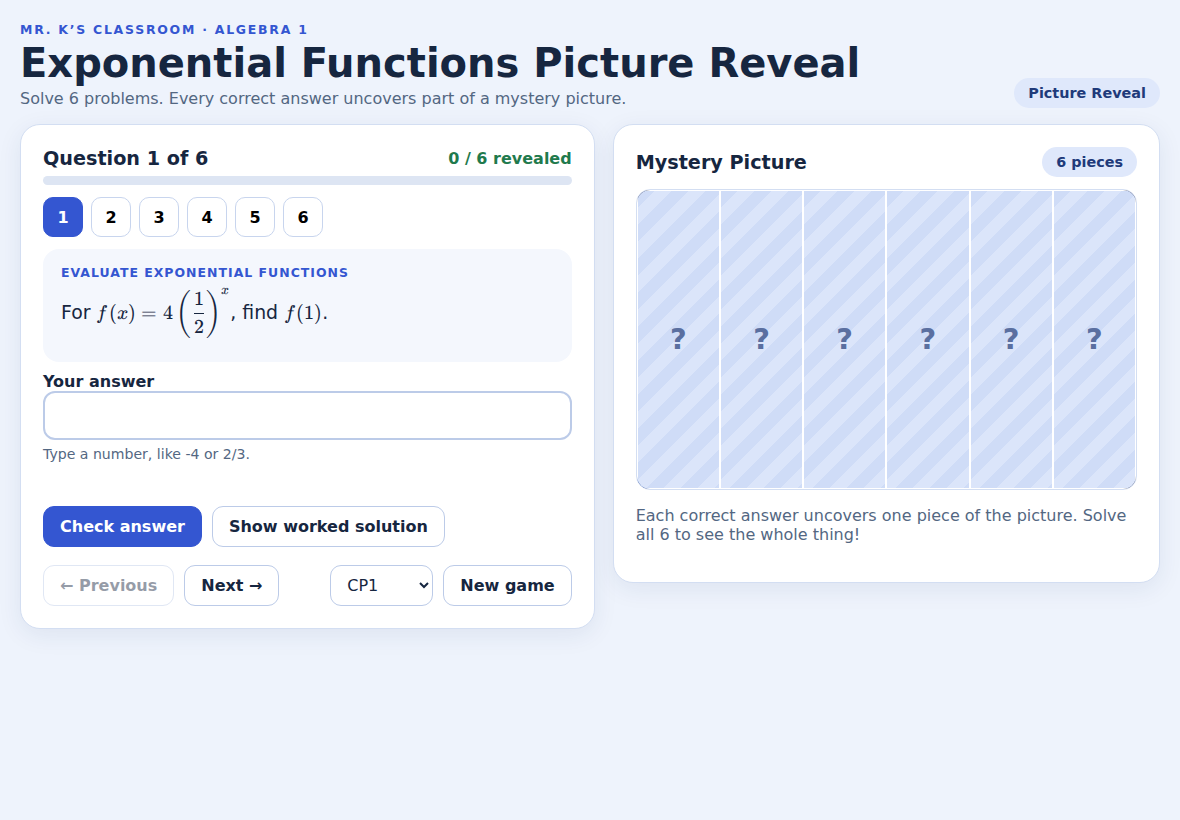 MR. K’S CLASSROOM · ALGEBRA 1
Exponential Functions Picture Reveal
Solve 6 problems. Every correct answer uncovers part of a mystery picture.
Picture Reveal
Question 1 of 6
0 / 6 revealed
1 2 3 4 5 6
EVALUATE EXPONENTIAL FUNCTIONS
For f(x) = 4(1/2)^x, find f(1).
Your answer
Type a number, like -4 or 2/3.
Check answer
Show worked solution
← Previous
Next →
CP1
New game
Mystery Picture
6 pieces
? ? ? ? ? ?
Each correct answer uncovers one piece of the picture. Solve
all 6 to see the whole thing!